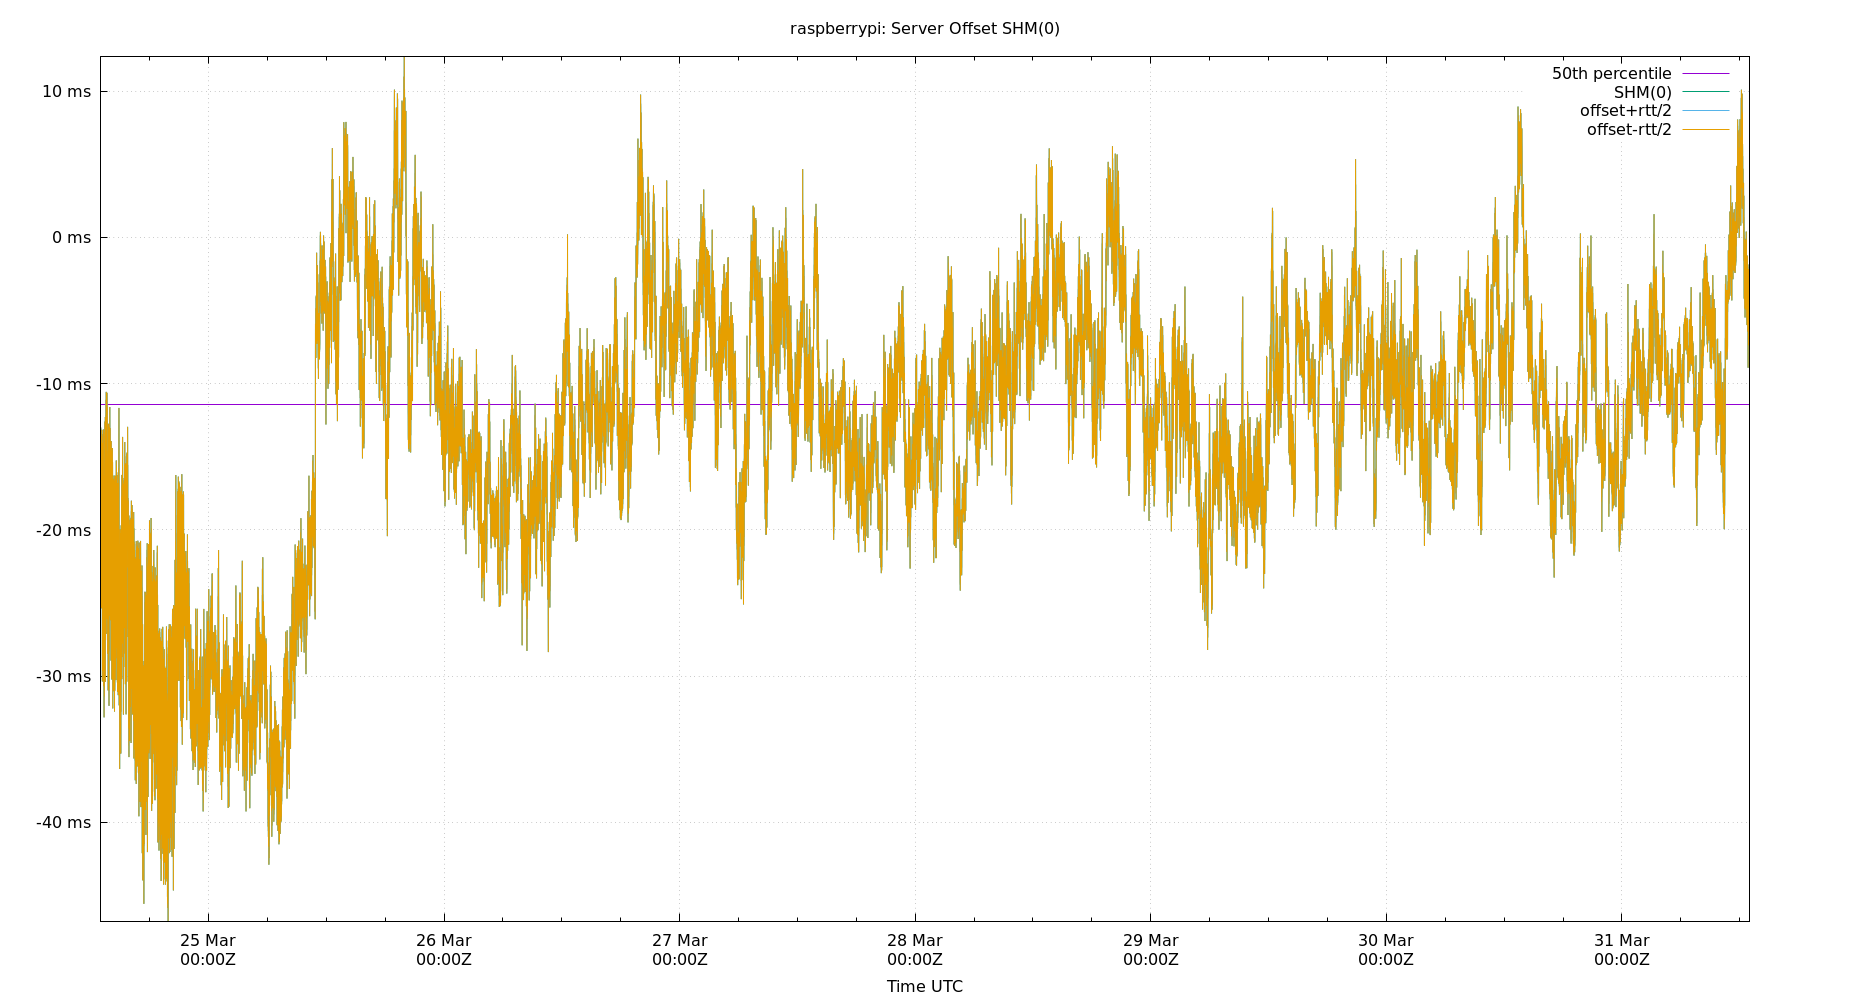 raspberrypi: Server Offset SHM(0)
50th percentile
SHM(0)
offset+rtt/2
offset-rtt/2
10 ms
0 ms
-10 ms
-20 ms
-30 ms
-40 ms
25 Mar 26 Mar 27 Mar 28 Mar 29 Mar 30 Mar 31 Mar
00:00Z 00:00Z 00:00Z 00:00Z 00:00Z 00:00Z 00:00Z
Time UTC